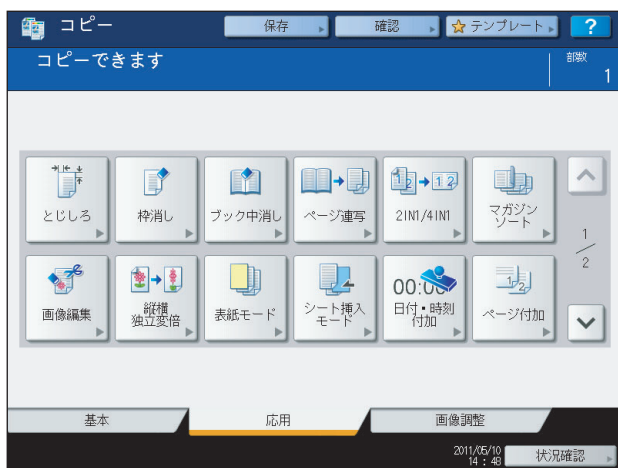 コピー
保存
確認
テンプレート
?
コピーできます
部数
1
とじしろ
枠消し
ブック中消し
ページ連写
2IN1/4IN1
マガジン
ソート
1
2
画像編集
縦横
独立変倍
表紙モード
シート挿入
モード
00:00
日付・時刻
付加
ページ付加
基本
応用
画像調整
2011/05/10
14:48
状況確認